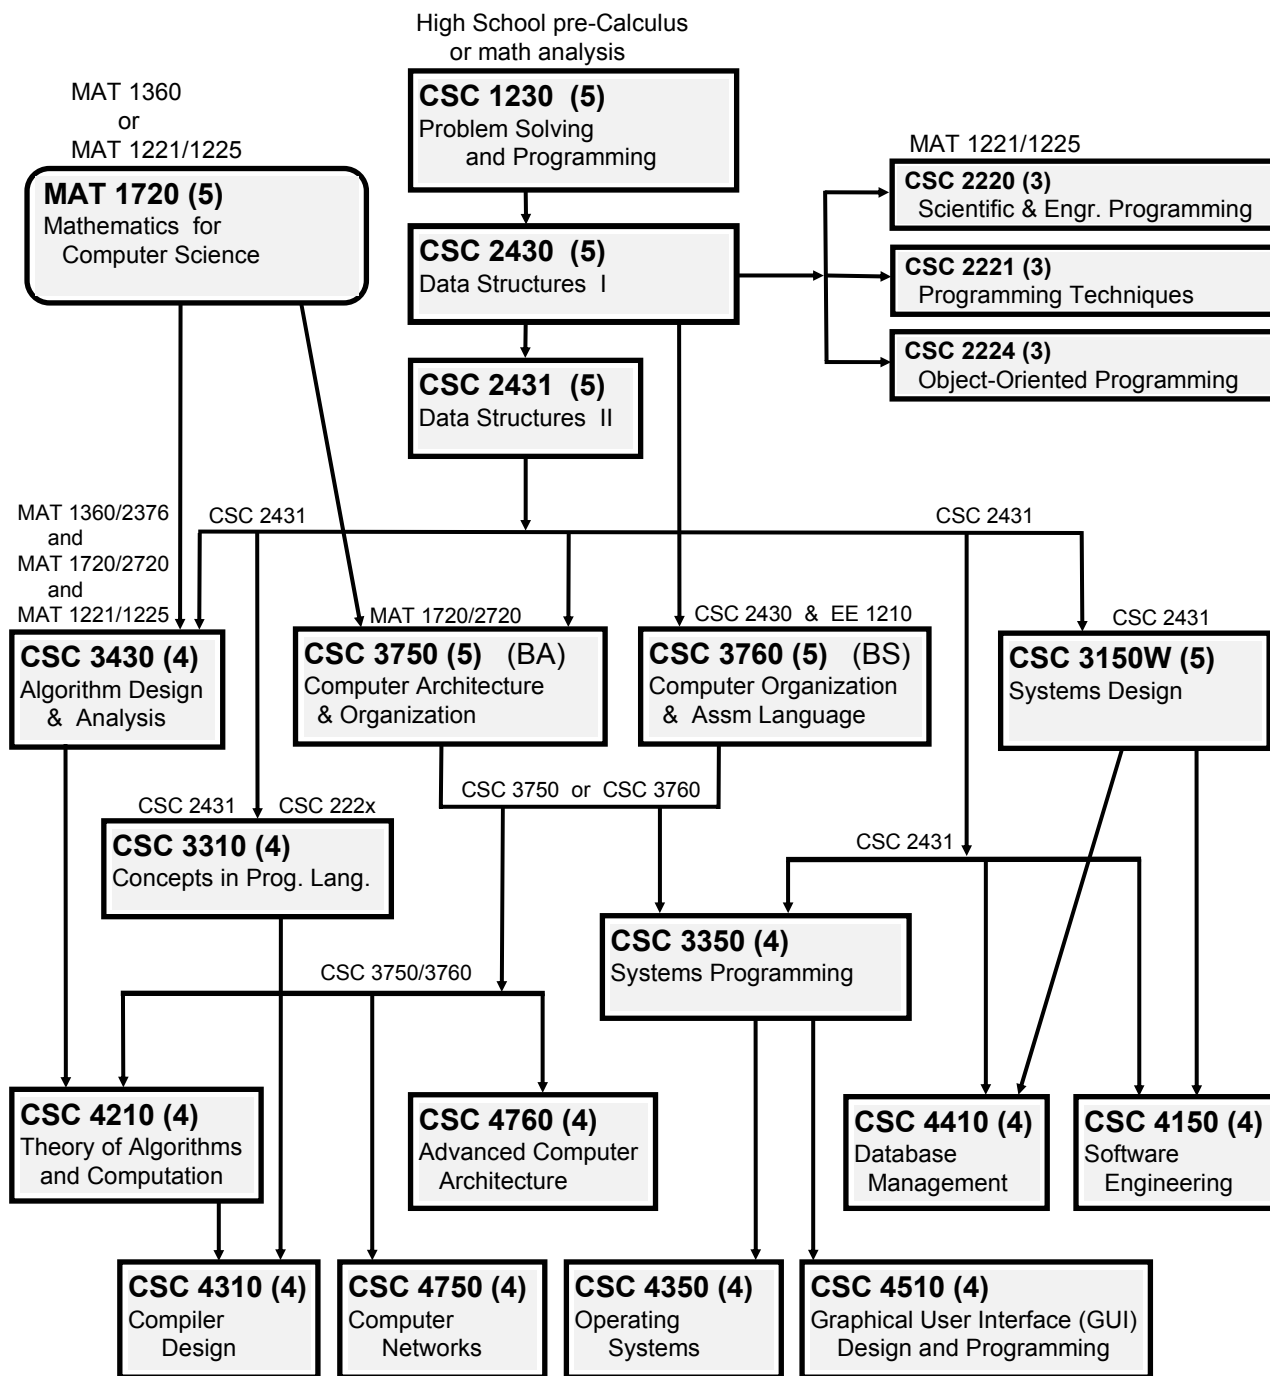 High School pre-Calculus
or math analysis
CSC 1230 (5)
Problem Solving
and Programming
MAT 1360
or
MAT 1221/1225
MAT 1720 (5)
Mathematics for
Computer Science
CSC 2430 (5)
Data Structures I
MAT 1221/1225
CSC 2220 (3)
Scientific & Engr. Programming
CSC 2221 (3)
Programming Techniques
CSC 2224 (3)
Object-Oriented Programming
CSC 2431 (5)
Data Structures II
MAT 1360/2376
and
MAT 1720/2720
and
MAT 1221/1225
CSC 2431
CSC 2431
MAT 1720/2720
CSC 2430 & EE 1210
CSC 2431
CSC 3430 (4)
Algorithm Design
& Analysis
CSC 3750 (5) (BA)
Computer Architecture
& Organization
CSC 3760 (5) (BS)
Computer Organization
& Assm Language
CSC 3150W (5)
Systems Design
CSC 3750 or CSC 3760
CSC 2431 CSC 222x
CSC 3310 (4)
Concepts in Prog. Lang.
CSC 2431
CSC 3350 (4)
Systems Programming
CSC 3750/3760
CSC 4210 (4)
Theory of Algorithms
and Computation
CSC 4760 (4)
Advanced Computer
Architecture
CSC 4410 (4)
Database
Management
CSC 4150 (4)
Software
Engineering
CSC 4310 (4)
Compiler
Design
CSC 4750 (4)
Computer
Networks
CSC 4350 (4)
Operating
Systems
CSC 4510 (4)
Graphical User Interface (GUI)
Design and Programming